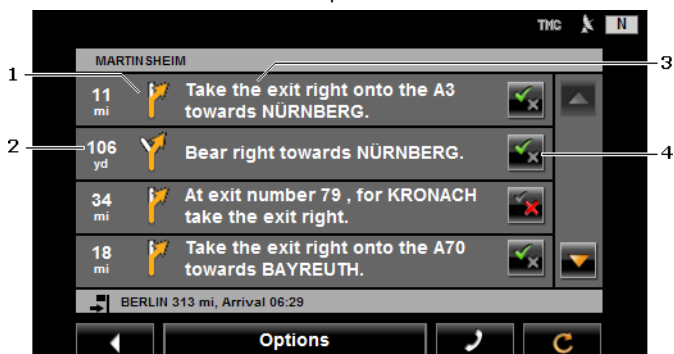 TMC N
MARTINSHEIM
1
3
11
mi
Take the exit right onto the A3
towards NÜRNBERG.
2
106
yd
Bear right towards NÜRNBERG.
4
34
mi
At exit number 79 , for KRONACH
take the exit right.
18
mi
Take the exit right onto the A70
towards BAYREUTH.
BERLIN 313 mi, Arrival 06:29
Options